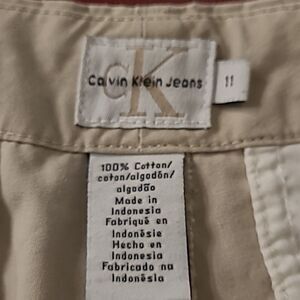 CK
Calvin Klein Jeans
11
100% Cotton/
coton/algodón/
algodão
Made in
Indonesia
Fabriqué en
Indonésie
Hecho en
Indonesia
Fabricado na
Indonésia